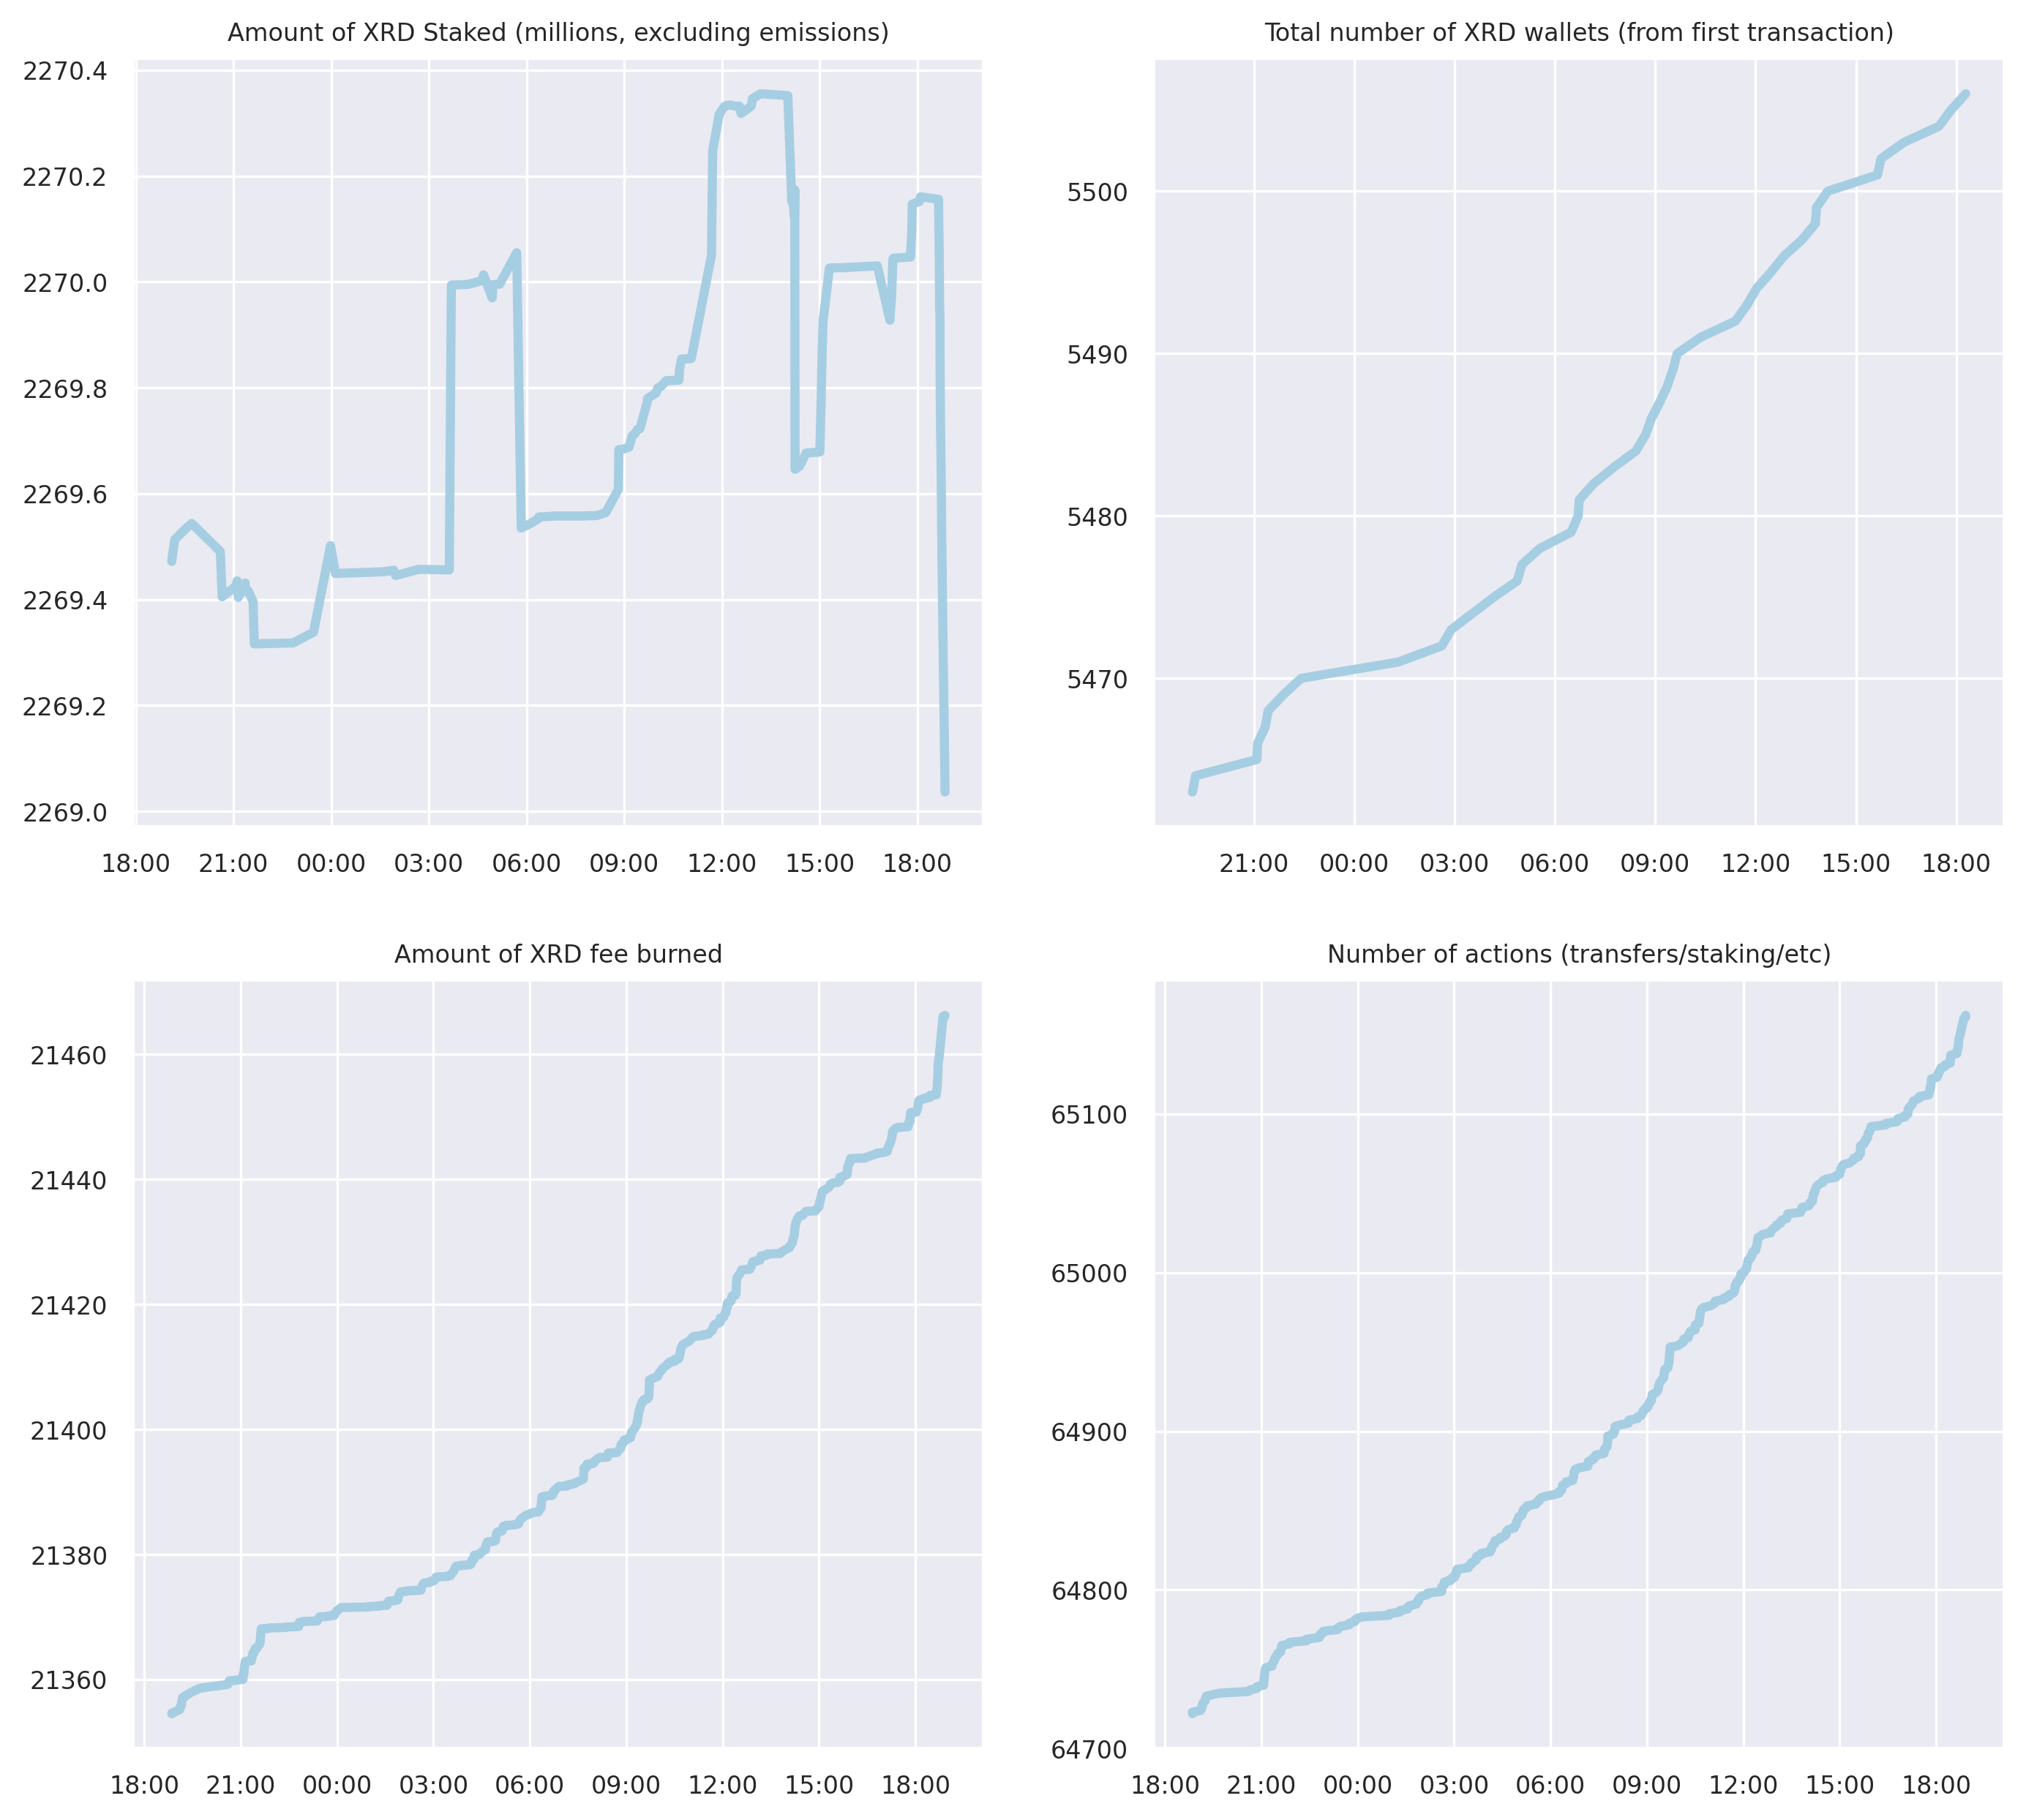 Amount of XRD Staked (millions, excluding emissions)
2270.4
2270.2
2270.0
2269.8
2269.6
2269.4
2269.2
2269.0
18:00 21:00 00:00 03:00 06:00 09:00 12:00 15:00 18:00
Total number of XRD wallets (from first transaction)
5500
5490
5480
5470
21:00 00:00 03:00 06:00 09:00 12:00 15:00 18:00
Amount of XRD fee burned
21460
21440
21420
21400
21380
21360
18:00 21:00 00:00 03:00 06:00 09:00 12:00 15:00 18:00
Number of actions (transfers/staking/etc)
65100
65000
64900
64800
64700
18:00 21:00 00:00 03:00 06:00 09:00 12:00 15:00 18:00